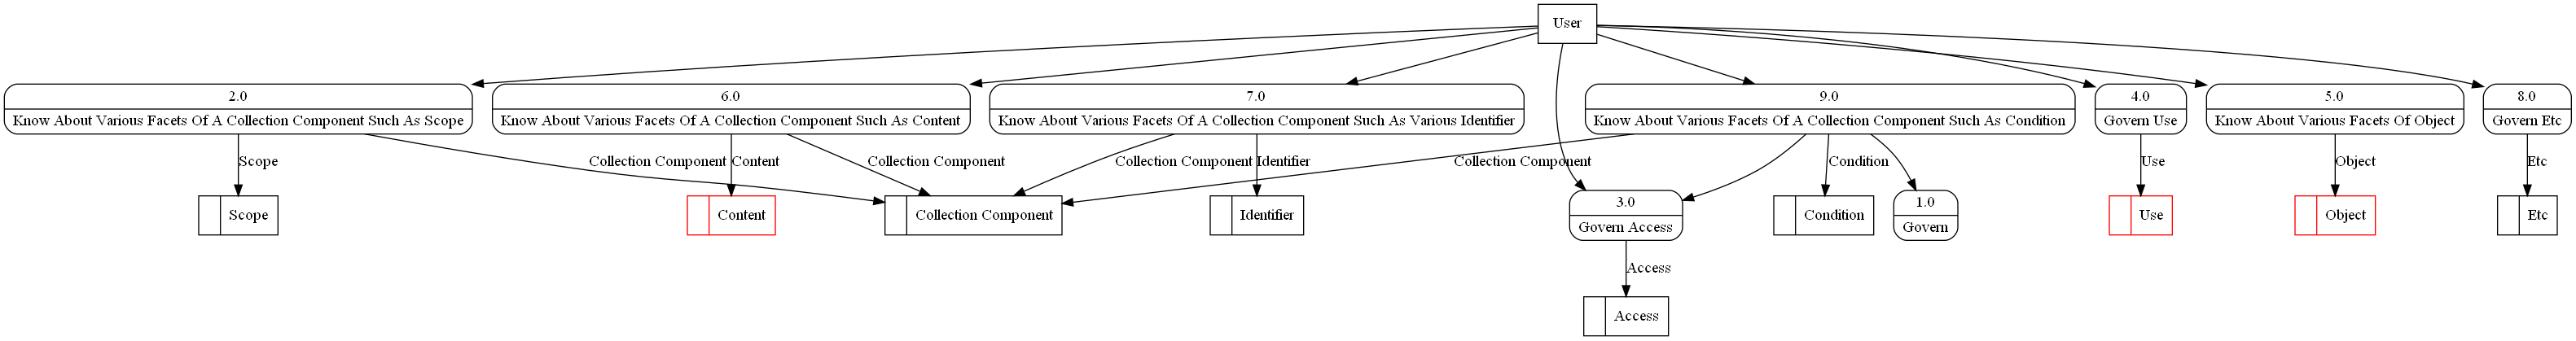 User
2.0
Know About Various Facets Of A Collection Component Such As Scope
6.0
Know About Various Facets Of A Collection Component Such As Content
7.0
Know About Various Facets Of A Collection Component Such As Various Identifier
9.0
Know About Various Facets Of A Collection Component Such As Condition
4.0
Govern Use
5.0
Know About Various Facets Of Object
8.0
Govern Etc
Scope
Collection Component
Content
Collection Component
Collection Component
Identifier
Collection Component
Condition
Use
Object
Etc
Scope
Content
Collection Component
Identifier
3.0
Govern Access
Condition
1.0
Govern
Use
Object
Etc
Access
Access